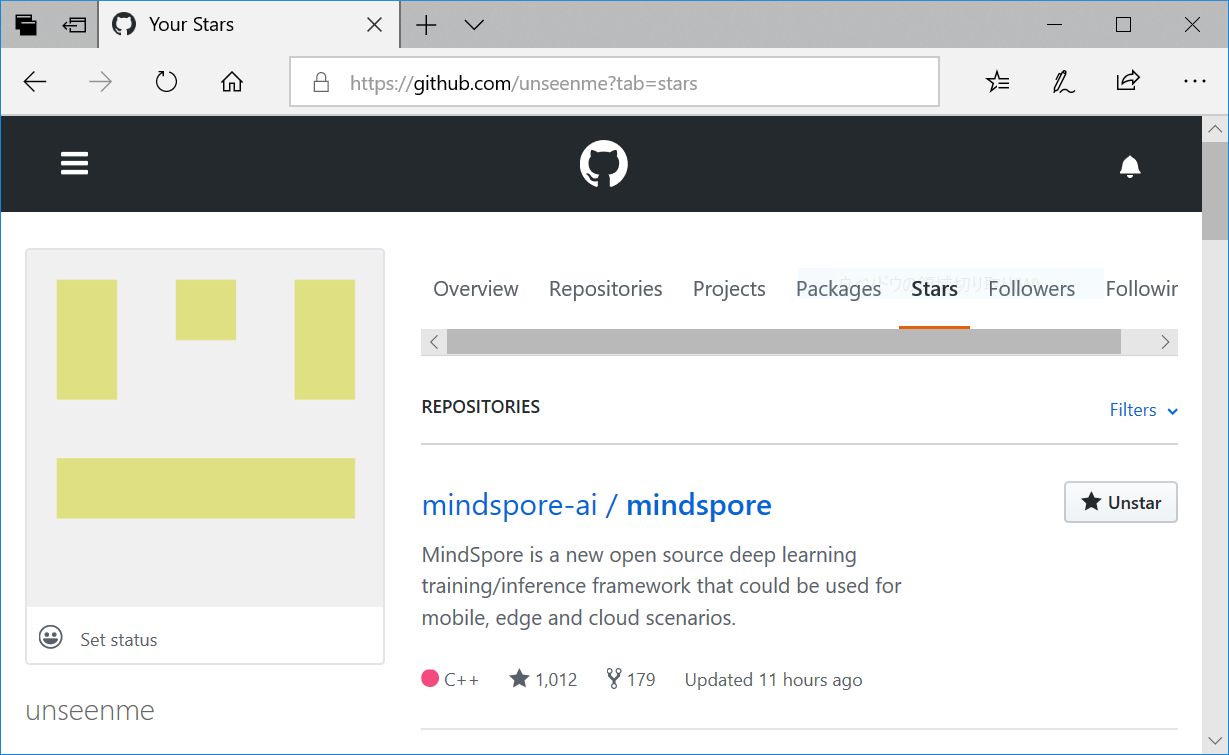 Your Stars
https://github.com/unseenme?tab=stars
Overview Repositories Projects Packages Stars Followers Followin
REPOSITORIES
Filters
mindspore-ai / mindspore
Unstar
MindSpore is a new open source deep learning
training/inference framework that could be used for
mobile, edge and cloud scenarios.
C++ 1,012 179 Updated 11 hours ago
Set status
unseenme